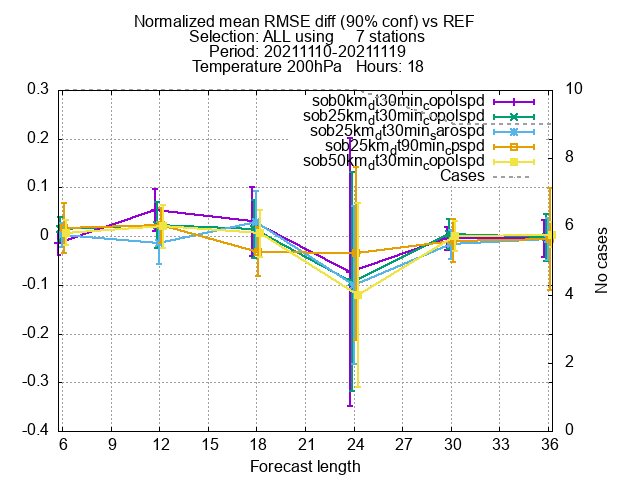 Normalized mean RMSE diff (90% conf) vs REF
Selection: ALL using 7 stations
Period: 20211110-20211119
Temperature 200hPa Hours: 18
sob0km_dt30min_copolspd
sob25km_dt30min_copolspd
sob25km_dt30min_sarospd
sob25km_dt90min_cpspd
sob50km_dt30min_copolspd
Cases
0.3
0.2
0.1
0
-0.1
-0.2
-0.3
-0.4
10
8
6
4
2
0
No cases
6 9 12 15 18 21 24 27 30 33 36
Forecast length